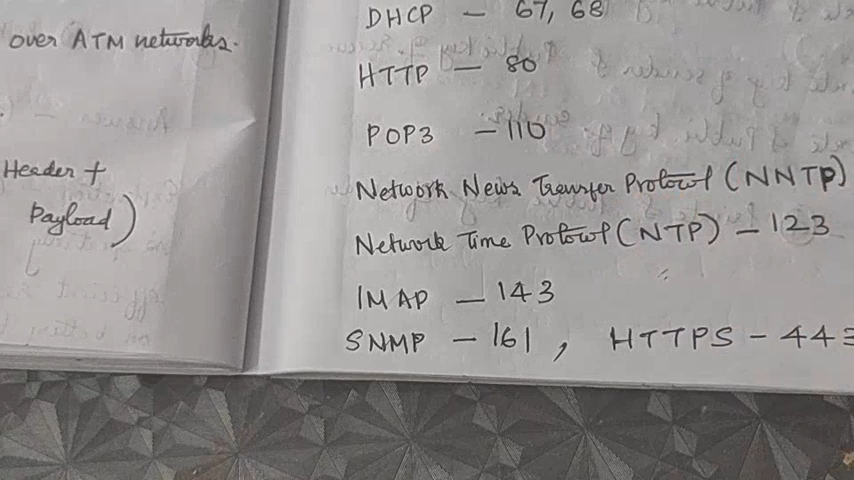 over ATM networks.
Header +
Payload)
DHCP - 67, 68
HTTP - 80
POP3 - 110
Network News Transfer Protocol (NNTP)
Network Time Protocol (NTP) - 123
IMAP - 143
SNMP - 161, HTTPS - 443